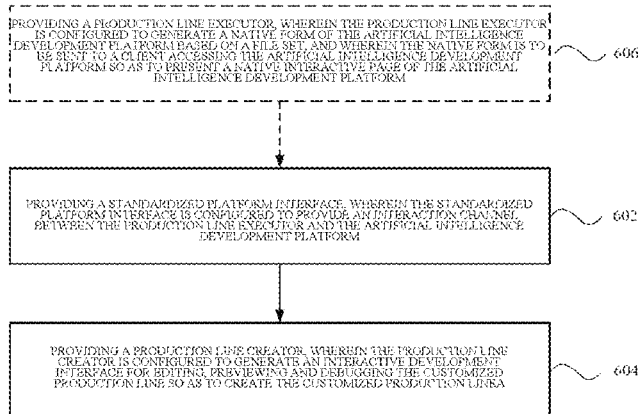 PROVIDING A PRODUCTION LINE EXECUTOR, WHEREIN THE PRODUCTION LINE EXECUTOR
IS CONFIGURED TO GENERATE A NATIVE FORM OF THE ARTIFICIAL INTELLIGENCE
DEVELOPMENT PLATFORM BASED ON A FILE SET, AND WHEREIN THE NATIVE FORM IS TO
BE SENT TO A CLIENT ACCESSING THE ARTIFICIAL INTELLIGENCE DEVELOPMENT
PLATFORM SO AS TO PRESENT A NATIVE INTERACTIVE PAGE OF THE ARTIFICIAL
INTELLIGENCE DEVELOPMENT PLATFORM
606
PROVIDING A STANDARDIZED PLATFORM INTERFACE, WHEREIN THE STANDARDIZED
PLATFORM INTERFACE IS CONFIGURED TO PROVIDE AN INTERACTION CHANNEL
BETWEEN THE PRODUCTION LINE EXECUTOR AND THE ARTIFICIAL INTELLIGENCE
DEVELOPMENT PLATFORM
602
PROVIDING A PRODUCTION LINE CREATOR, WHEREIN THE PRODUCTION LINE
CREATOR IS CONFIGURED TO GENERATE AN INTERACTIVE DEVELOPMENT
INTERFACE FOR EDITING, PREVIEWING AND DEBUGGING THE CUSTOMIZED
PRODUCTION LINE SO AS TO CREATE THE CUSTOMIZED PRODUCTION LINEA
604